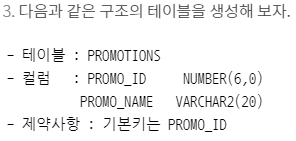 3. 다음과 같은 구조의 테이블을 생성해 보자.
- 테이블 : PROMOTIONS
- 컬럼 : PROMO_ID NUMBER(6,0)
PROMO_NAME VARCHAR2(20)
- 제약사항 : 기본키는 PROMO_ID